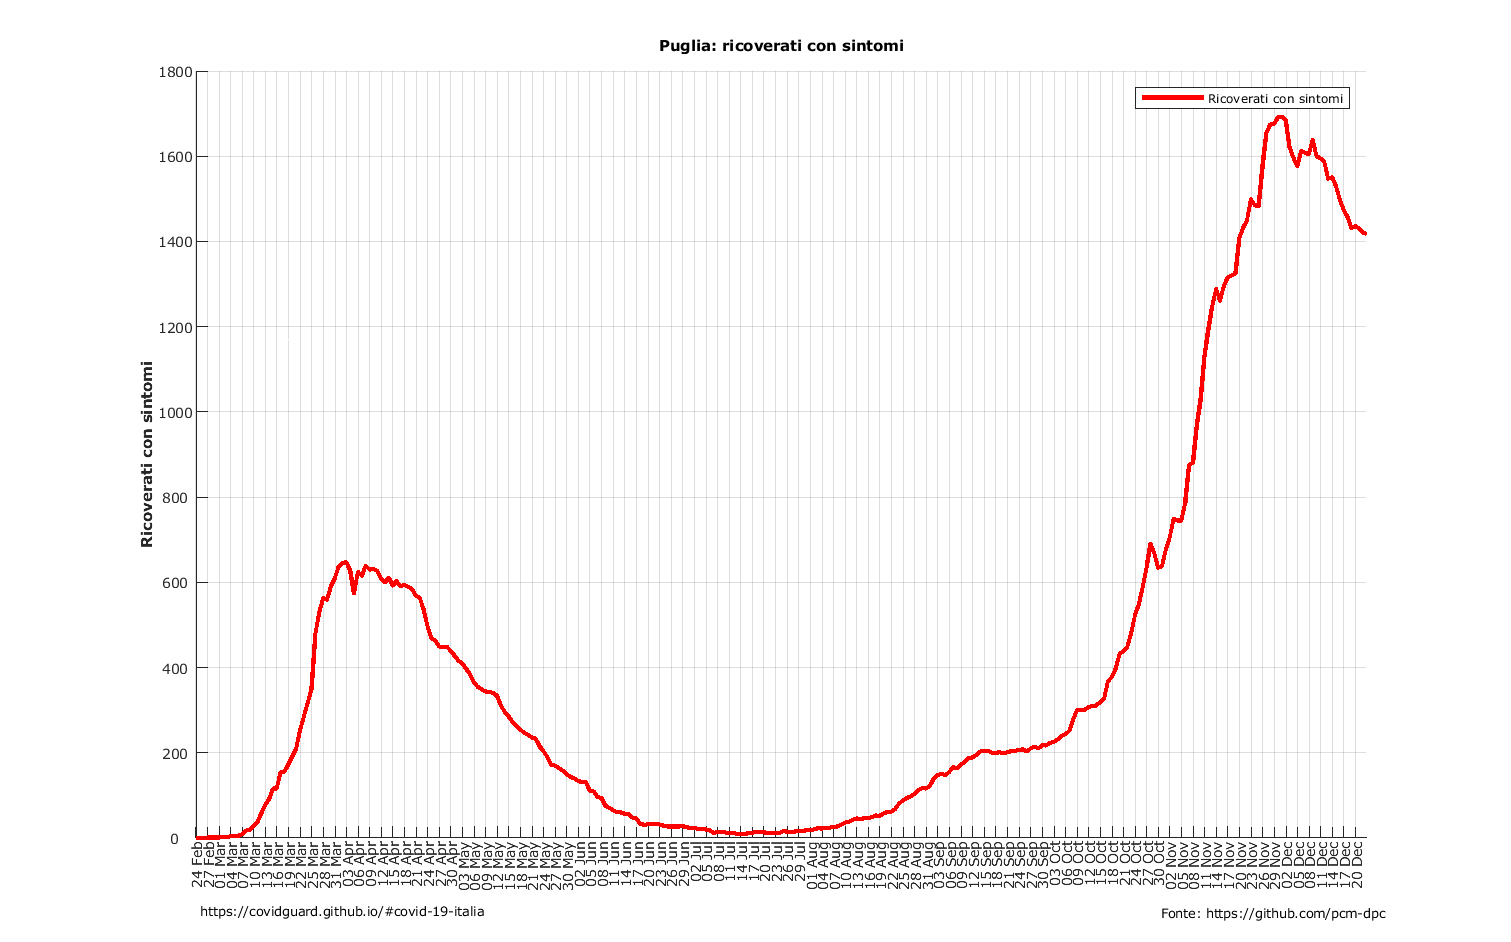 Puglia: ricoverati con sintomi
Ricoverati con sintomi
Ricoverati con sintomi
1800
1600
1400
1200
1000
800
600
400
200
0
24 Feb
27 Feb
01 Mar
04 Mar
07 Mar
10 Mar
13 Mar
16 Mar
19 Mar
22 Mar
25 Mar
28 Mar
31 Mar
03 Apr
06 Apr
09 Apr
12 Apr
15 Apr
18 Apr
21 Apr
24 Apr
27 Apr
30 Apr
03 May
06 May
09 May
12 May
15 May
18 May
21 May
24 May
27 May
30 May
02 Jun
05 Jun
08 Jun
11 Jun
14 Jun
17 Jun
20 Jun
23 Jun
26 Jun
29 Jun
02 Jul
05 Jul
08 Jul
11 Jul
14 Jul
17 Jul
20 Jul
23 Jul
26 Jul
29 Jul
01 Aug
04 Aug
07 Aug
10 Aug
13 Aug
16 Aug
19 Aug
22 Aug
25 Aug
28 Aug
31 Aug
03 Sep
06 Sep
09 Sep
12 Sep
15 Sep
18 Sep
21 Sep
24 Sep
27 Sep
30 Sep
03 Oct
06 Oct
09 Oct
12 Oct
15 Oct
18 Oct
21 Oct
24 Oct
27 Oct
30 Oct
02 Nov
05 Nov
08 Nov
11 Nov
14 Nov
17 Nov
20 Nov
23 Nov
26 Nov
29 Nov
02 Dec
05 Dec
08 Dec
11 Dec
14 Dec
17 Dec
20 Dec
https://covidguard.github.io/#covid-19-italia
Fonte: https://github.com/pcm-dpc